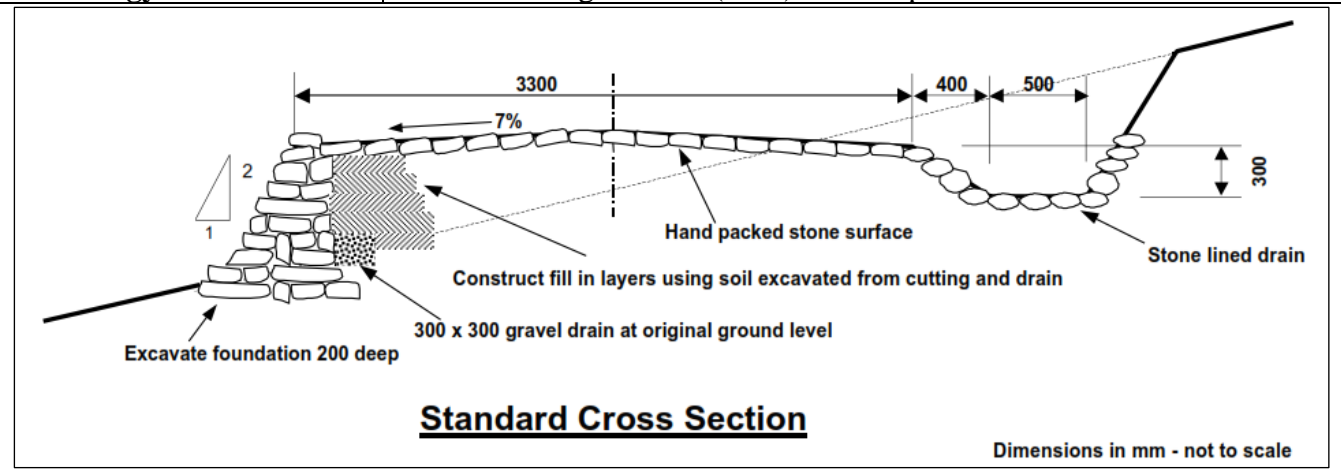 3300
400
500
7%
2
1
300
Hand packed stone surface
Stone lined drain
Construct fill in layers using soil excavated from cutting and drain
300 x 300 gravel drain at original ground level
Excavate foundation 200 deep
Standard Cross Section
Dimensions in mm - not to scale